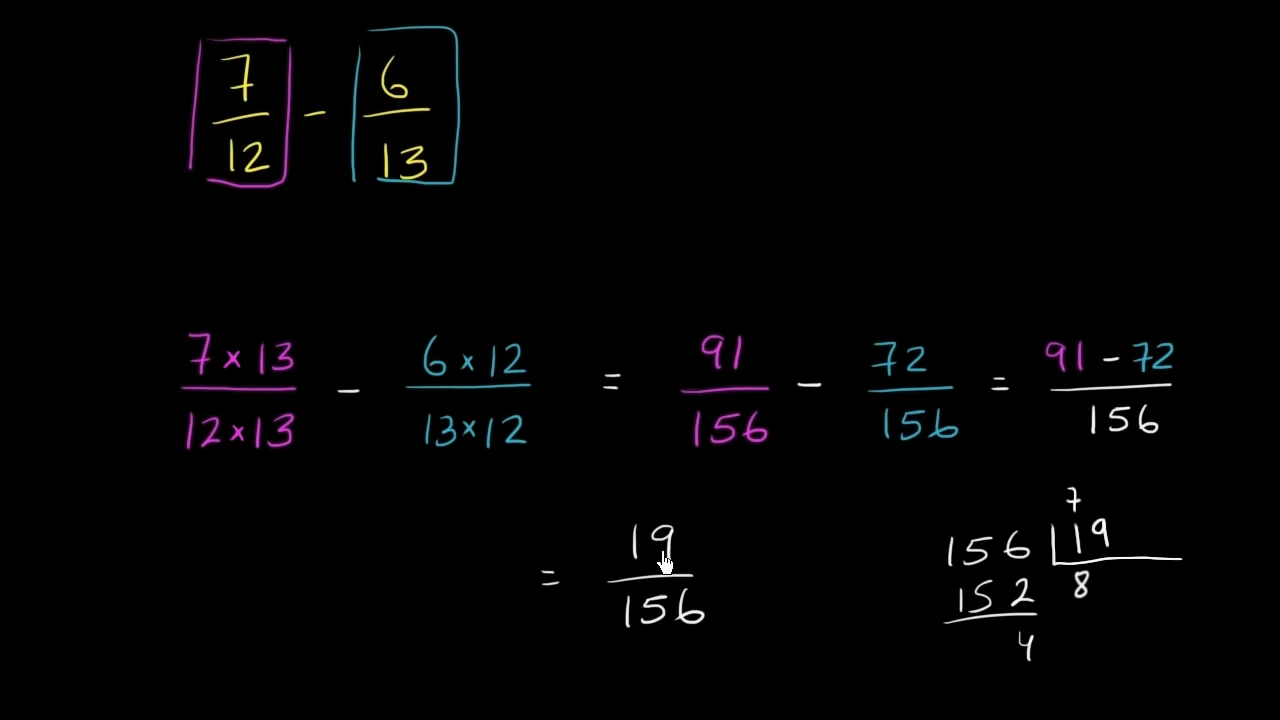 7/12 - 6/13
7 × 13/12 × 13 - 6 × 12/13 × 12 = 91/156 - 72/156 = 91 - 72/156
= 19/156
7
156 19
152 8
4